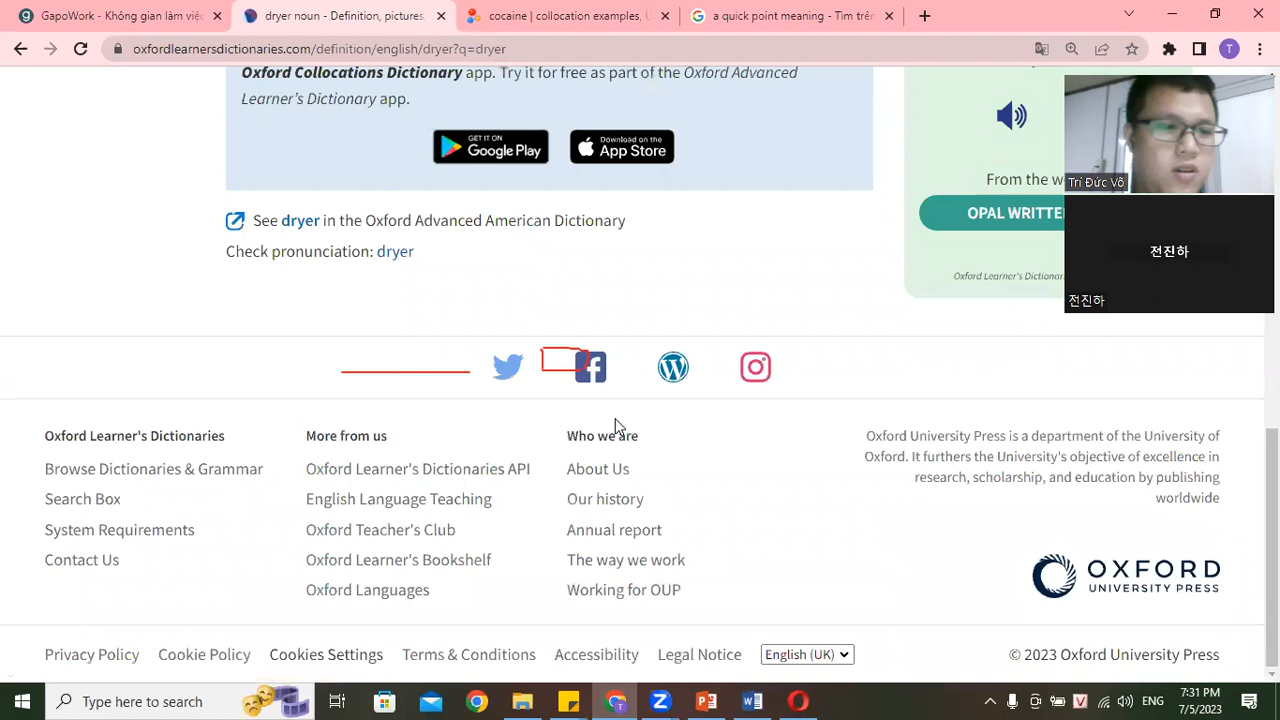 GapoWork - Không gian làm việc
dryer noun - Definition, pictures,
cocaine | collocation examples, U
a quick point meaning - Tìm trên
oxfordlearnersdictionaries.com/definition/english/dryer?q=dryer
T
Oxford Collocations Dictionary app. Try it for free as part of the Oxford Advanced
Learner's Dictionary app.
GET IT ON
Google Play
Download on the
App Store
See dryer in the Oxford Advanced American Dictionary
Check pronunciation: dryer
From the w
OPAL WRITTE
Oxford Learner's Dictionar
Trí Đức Võ
전진하
전진하
Oxford Learner's Dictionaries
Browse Dictionaries & Grammar
Search Box
System Requirements
Contact Us
More from us
Oxford Learner's Dictionaries API
English Language Teaching
Oxford Teacher's Club
Oxford Learner's Bookshelf
Oxford Languages
Who we are
About Us
Our history
Annual report
The way we work
Working for OUP
Oxford University Press is a department of the University of
Oxford. It furthers the University's objective of excellence in
research, scholarship, and education by publishing
worldwide
OXFORD
UNIVERSITY PRESS
Privacy Policy
Cookie Policy
Cookies Settings
Terms & Conditions
Accessibility
Legal Notice
English (UK)
© 2023 Oxford University Press
Type here to search
V
ENG
7:31 PM
7/5/2023